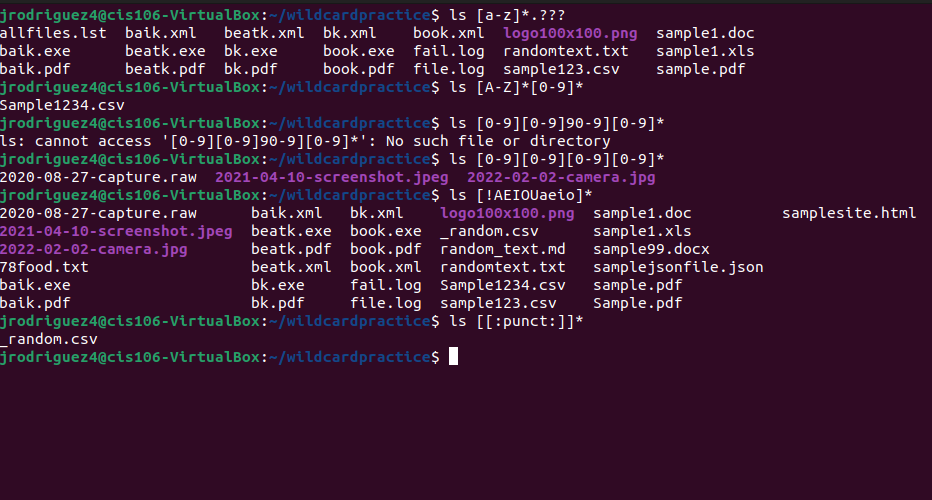 jrodriguez4@cis106-VirtualBox:~/wildcardpractice$ ls [a-z]*.???
allfiles.lst  baik.xml   beatk.xml  bk.xml    book.xml  logo100x100.png  sample1.doc
baik.exe      beatk.exe  bk.exe     book.exe  fail.log  randomtext.txt   sample1.xls
baik.pdf      beatk.pdf  bk.pdf     book.pdf  file.log  sample123.csv    sample.pdf
jrodriguez4@cis106-VirtualBox:~/wildcardpractice$ ls [A-Z]*[0-9]*
Sample1234.csv
jrodriguez4@cis106-VirtualBox:~/wildcardpractice$ ls [0-9][0-9]90-9][0-9]*
ls: cannot access '[0-9][0-9]90-9][0-9]*': No such file or directory
jrodriguez4@cis106-VirtualBox:~/wildcardpractice$ ls [0-9][0-9][0-9][0-9]*
2020-08-27-capture.raw  2021-04-10-screenshot.jpeg  2022-02-02-camera.jpg
jrodriguez4@cis106-VirtualBox:~/wildcardpractice$ ls [!AEIOUaeio]*
2020-08-27-capture.raw      baik.xml   bk.xml    logo100x100.png  sample1.doc          samplesite.html
2021-04-10-screenshot.jpeg  beatk.exe  book.exe  _random.csv      sample1.xls
2022-02-02-camera.jpg       beatk.pdf  book.pdf  random_text.md   sample99.docx
78food.txt                  beatk.xml  book.xml  randomtext.txt   samplejsonfile.json
baik.exe                    bk.exe     fail.log  Sample1234.csv   sample.pdf
baik.pdf                    bk.pdf     file.log  sample123.csv    Sample.pdf
jrodriguez4@cis106-VirtualBox:~/wildcardpractice$ ls [[:punct:]]*
_random.csv
jrodriguez4@cis106-VirtualBox:~/wildcardpractice$